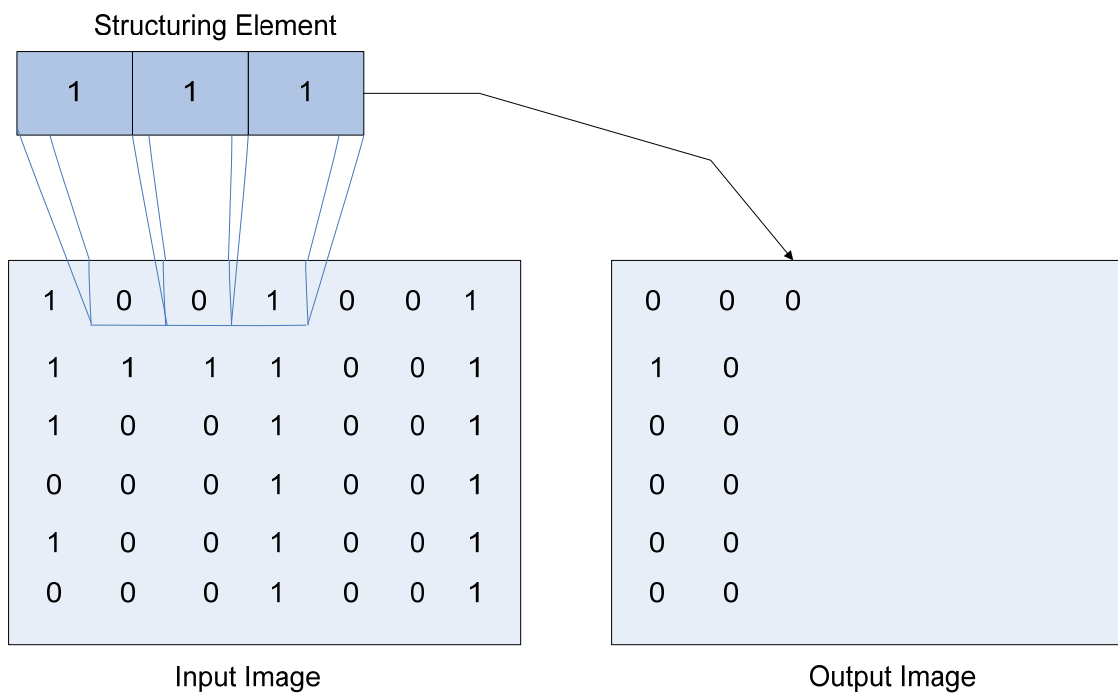 Structuring Element
1 1 1
1 0 0 1 0 0 1
1 1 1 1 0 0 1
1 0 0 1 0 0 1
0 0 0 1 0 0 1
1 0 0 1 0 0 1
0 0 0 1 0 0 1
Input Image
0 0 0
1 0
0 0
0 0
0 0
0 0
Output Image